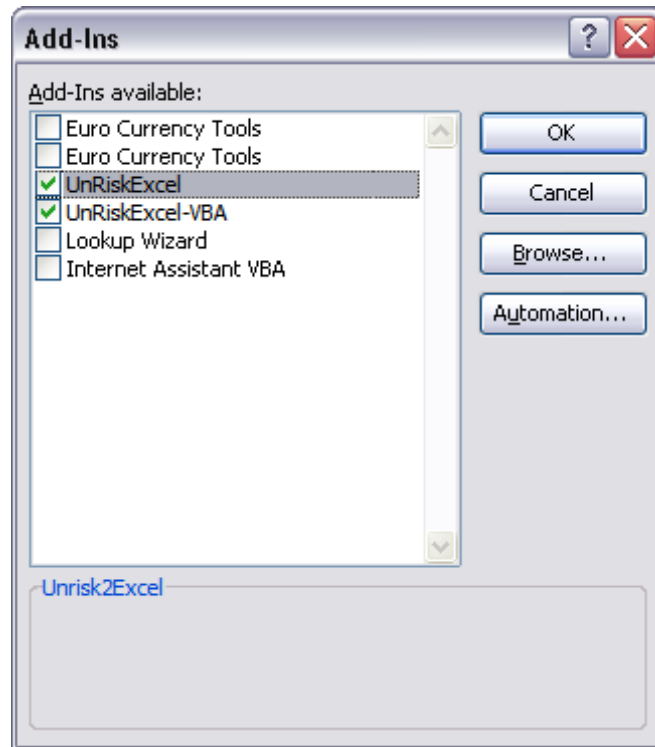 Add-Ins
Add-Ins available:
Euro Currency Tools
Euro Currency Tools
UnRiskExcel
UnRiskExcel-VBA
Lookup Wizard
Internet Assistant VBA
OK
Cancel
Browse...
Automation...
Unrisk2Excel